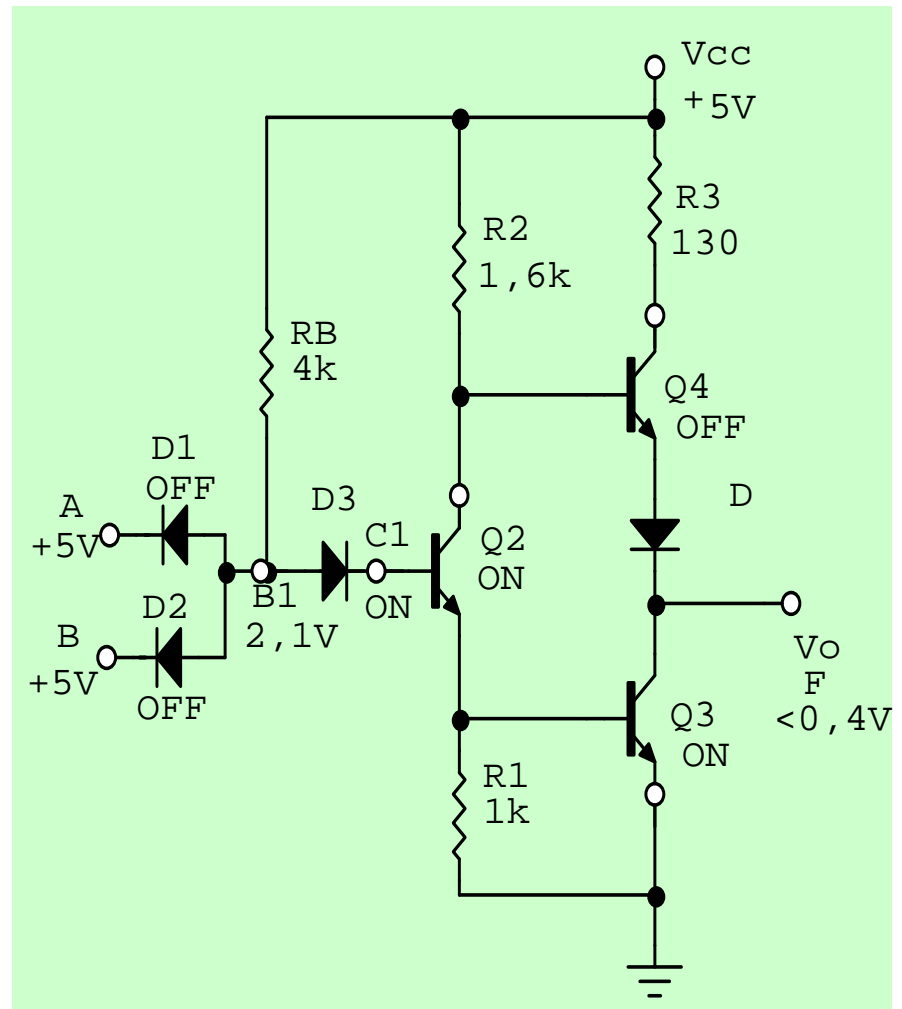 Vcc
+5V
R3
130
R2
1,6k
RB
4k
Q4
OFF
D1
OFF
D
D3
A
+5V
C1
Q2
ON
ON
B1
2,1V
D2
B
+5V
OFF
Vo
F
<0,4V
Q3
ON
R1
1k